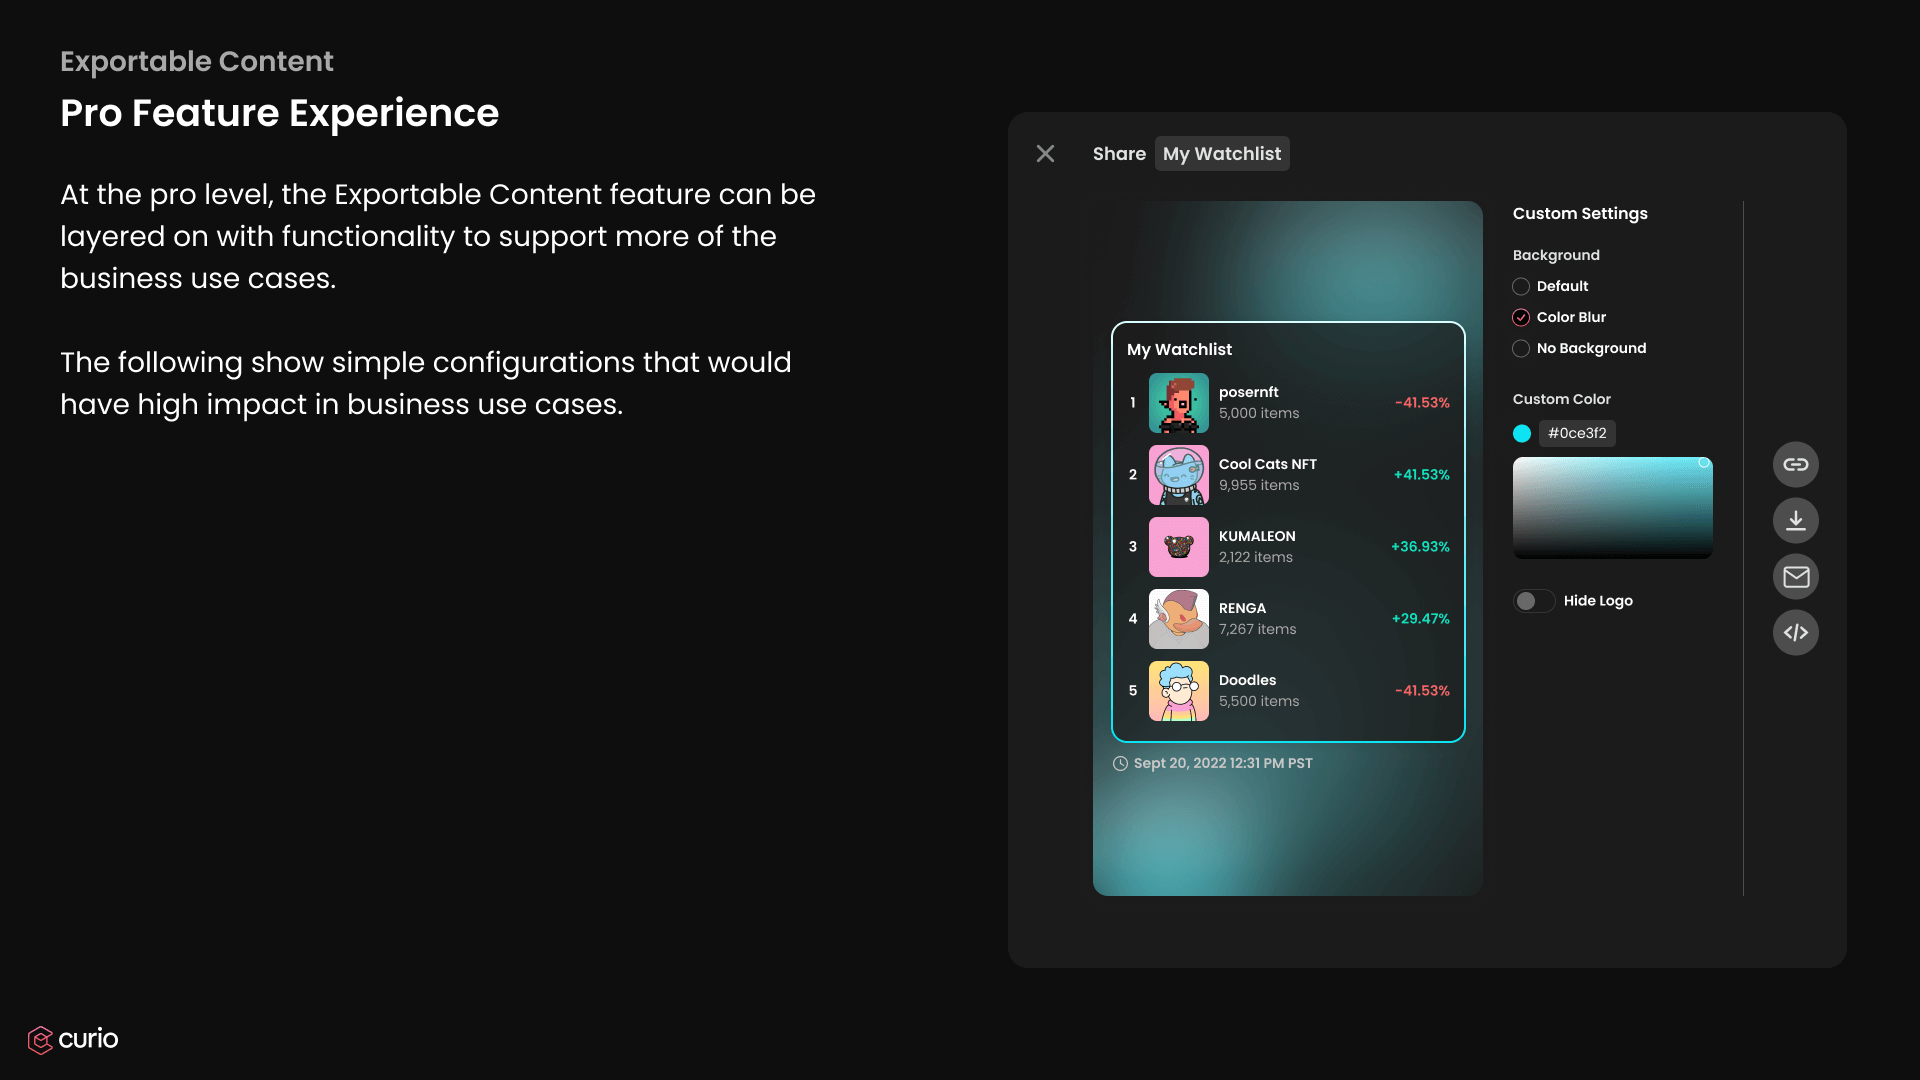 Exportable Content
Pro Feature Experience
At the pro level, the Exportable Content feature can be
layered on with functionality to support more of the
business use cases.
The following show simple configurations that would
have high impact in business use cases.
Share My Watchlist
My Watchlist
1
posernft
5,000 items
-41.53%
2
Cool Cats NFT
9,955 items
+41.53%
3
KUMALEON
2,122 items
+36.93%
4
RENGA
7,267 items
+29.47%
5
Doodles
5,500 items
-41.53%
Sept 20, 2022 12:31 PM PST
Custom Settings
Background
Default
Color Blur
No Background
Custom Color
#0ce3f2
Hide Logo
curio